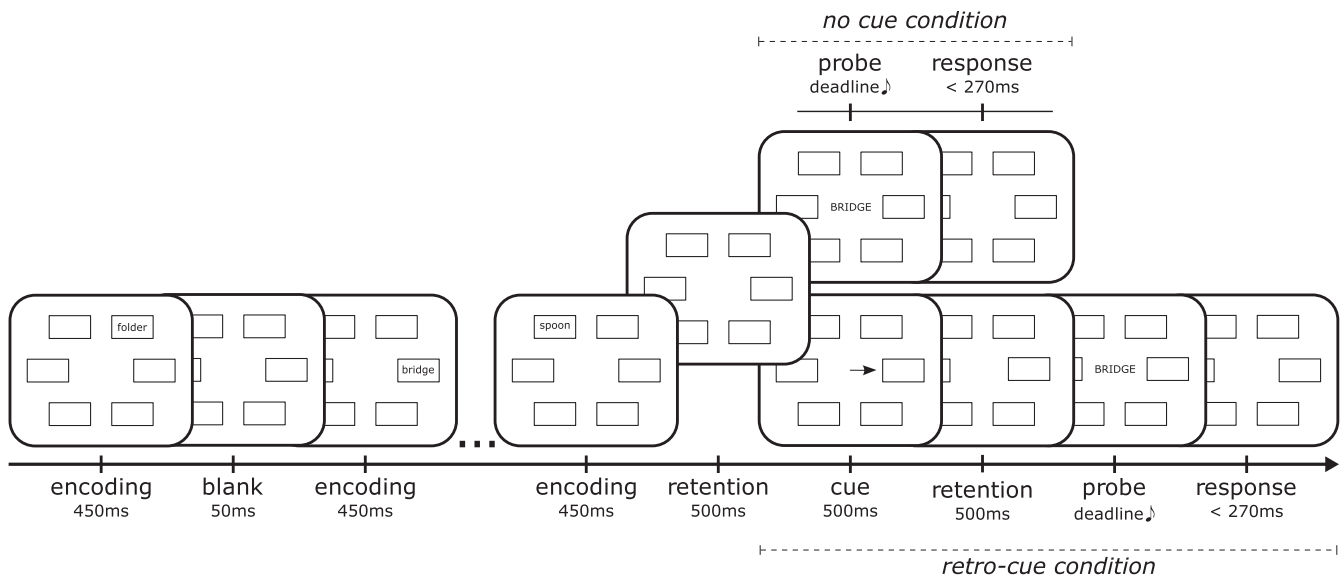 no cue condition
probe response
deadline♪ < 270ms
BRIDGE
folder
bridge
...
spoon
BRIDGE
encoding blank encoding encoding retention cue retention probe response
450ms 50ms 450ms 450ms 500ms 500ms 500ms deadline♪ < 270ms
retro-cue condition